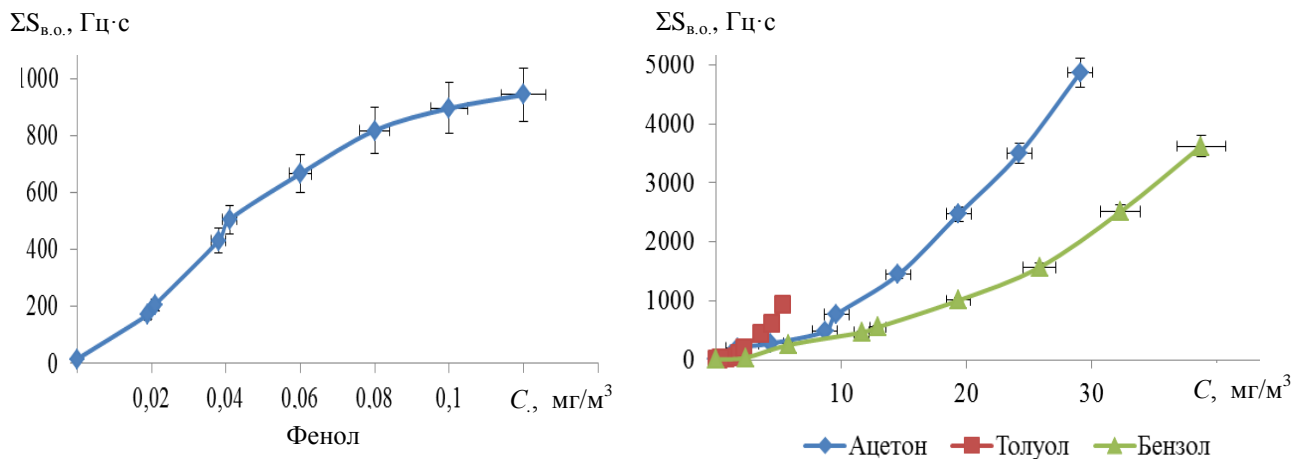 ΣSв.о., Гц·с
1000
800
600
400
200
0
0,02 0,04 0,06 0,08 0,1 C., мг/м³
Фенол
ΣSв.о., Гц·с
5000
4000
3000
2000
1000
0
10 20 30 C, мг/м³
Ацетон Толуол Бензол